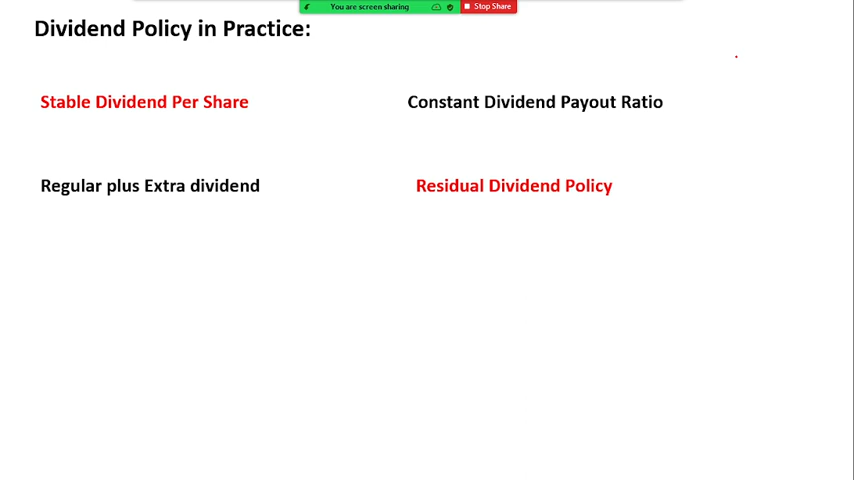 You are screen sharing Stop Share
Dividend Policy in Practice:
Stable Dividend Per Share Constant Dividend Payout Ratio
Regular plus Extra dividend Residual Dividend Policy